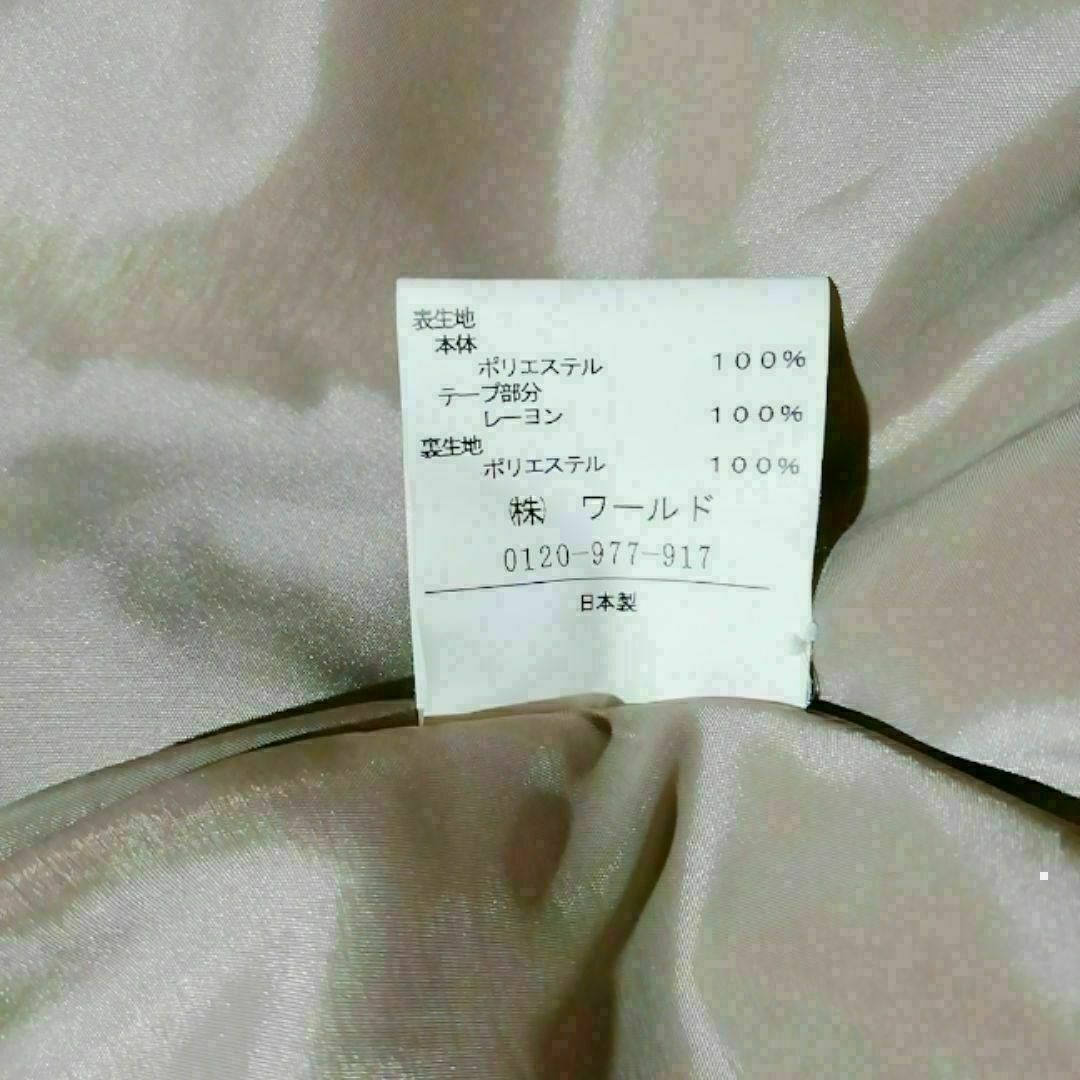 表生地
本体
ポリエステル １００％
テープ部分
レーヨン １００％
裏生地
ポリエステル １００％
㈱ ワールド
0120-977-917
日本製